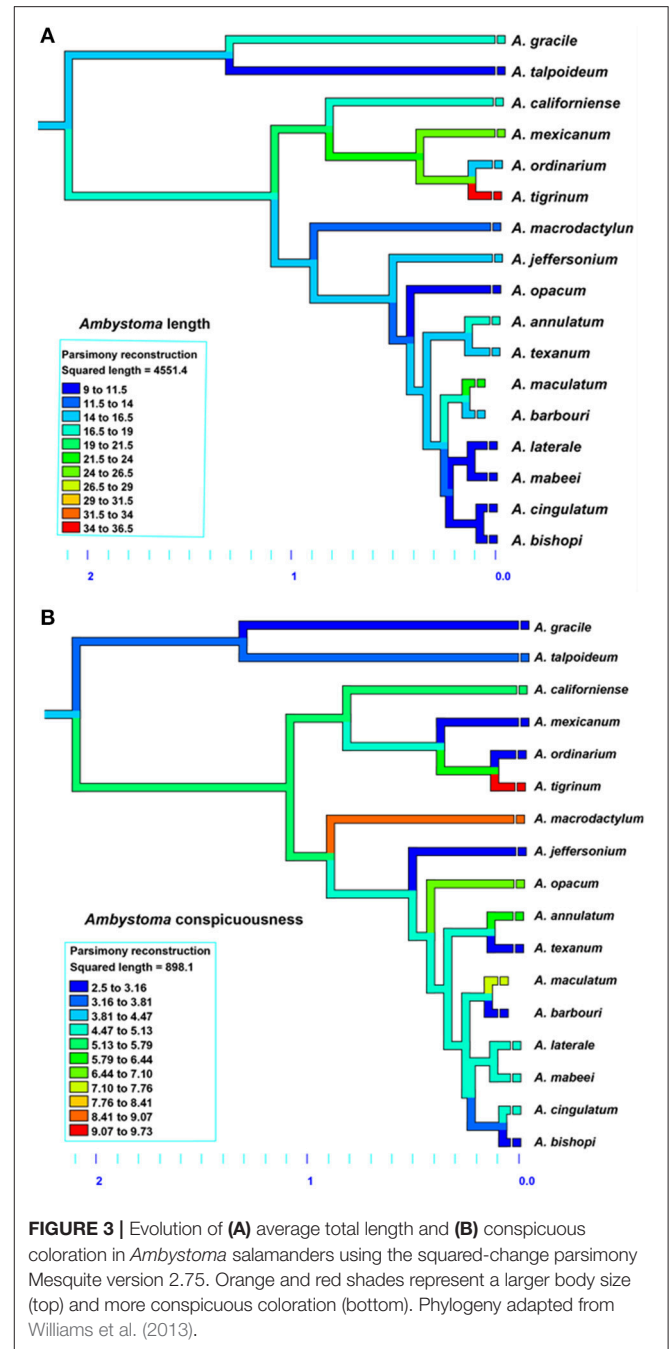 A
A. gracile
A. talpoideum
A. californiense
A. mexicanum
A. ordinarium
A. tigrinum
A. macrodactylun
A. jeffersonium
A. opacum
A. annulatum
A. texanum
A. maculatum
A. barbouri
A. laterale
A. mabeei
A. cingulatum
A. bishopi
Ambystoma length
Parsimony reconstruction
Squared length = 4551.4
9 to 11.5
11.5 to 14
14 to 16.5
16.5 to 19
19 to 21.5
21.5 to 24
24 to 26.5
26.5 to 29
29 to 31.5
31.5 to 34
34 to 36.5
2 1 0.0
B
A. gracile
A. talpoideum
A. californiense
A. mexicanum
A. ordinarium
A. tigrinum
A. macrodactylum
A. jeffersonium
A. opacum
A. annulatum
A. texanum
A. maculatum
A. barbouri
A. laterale
A. mabeei
A. cingulatum
A. bishopi
Ambystoma conspicuousness
Parsimony reconstruction
Squared length = 898.1
2.5 to 3.16
3.16 to 3.81
3.81 to 4.47
4.47 to 5.13
5.13 to 5.79
5.79 to 6.44
6.44 to 7.10
7.10 to 7.76
7.76 to 8.41
8.41 to 9.07
9.07 to 9.73
2 1 0.0
FIGURE 3 | Evolution of (A) average total length and (B) conspicuous
coloration in Ambystoma salamanders using the squared-change parsimony
Mesquite version 2.75. Orange and red shades represent a larger body size
(top) and more conspicuous coloration (bottom). Phylogeny adapted from
Williams et al. (2013).